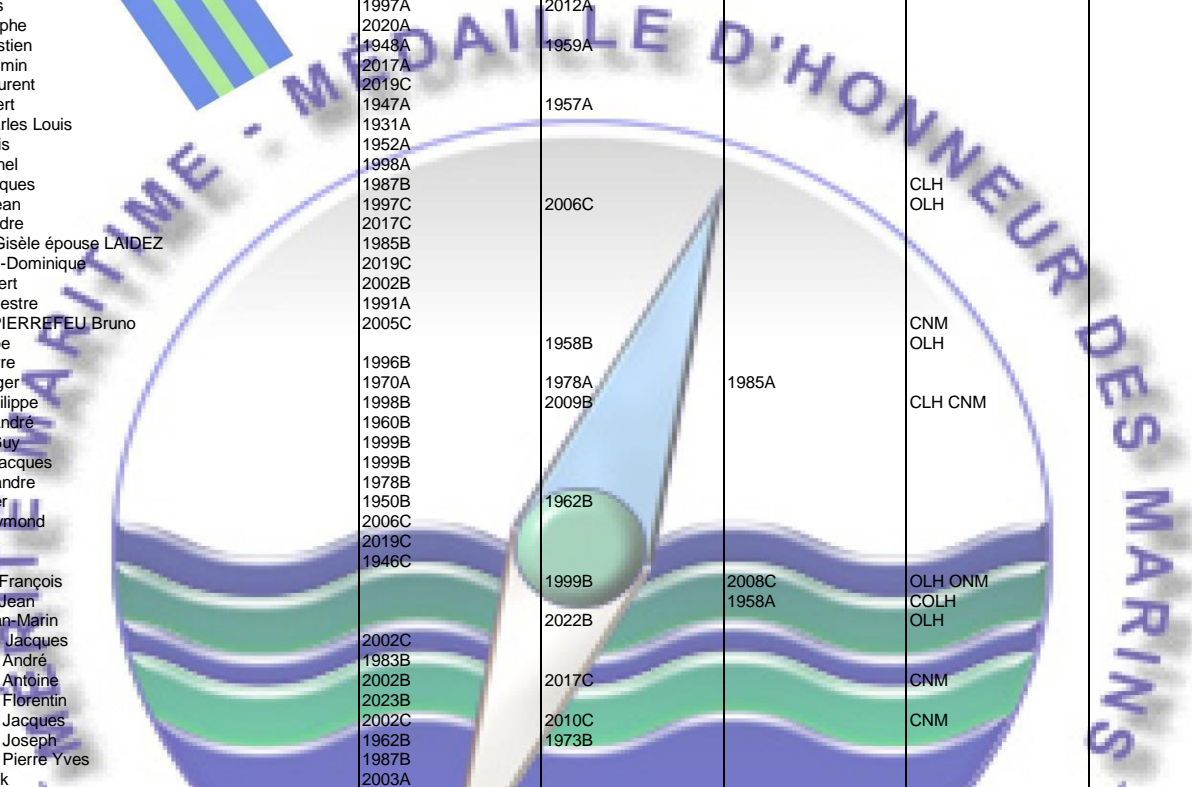 MÉRITE MARITIME - MÉDAILLE D'HONNEUR DES MARINS
s 1997A 2012A
phe 2020A
stien 1948A 1959A
min 2017A
urent 2019C
ert 1947A 1957A
rles Louis 1931A
is 1952A
nel 1998A
ques 1987B CLH
ean 1997C 2006C OLH
dre 2017C
Gisèle épouse LAIDEZ 1985B
-Dominique 2019C
ert 2002B
estre 1991A
PIERREFEU Bruno 2005C CNM
e 1958B OLH
re 1996B
ger 1970A 1978A 1985A
ilippe 1998B 2009B CLH CNM
ndré 1960B
Guy 1999B
acques 1999B
andre 1978B
er 1950B 1962B
ymond 2006C
2019C
1946C
François 1999B 2008C OLH ONM
Jean 1958A COLH
n-Marin 2022B OLH
Jacques 2002C
André 1983B
Antoine 2002B 2017C CNM
Florentin 2023B
Jacques 2002C 2010C CNM
Joseph 1962B 1973B
Pierre Yves 1987B
k 2003A